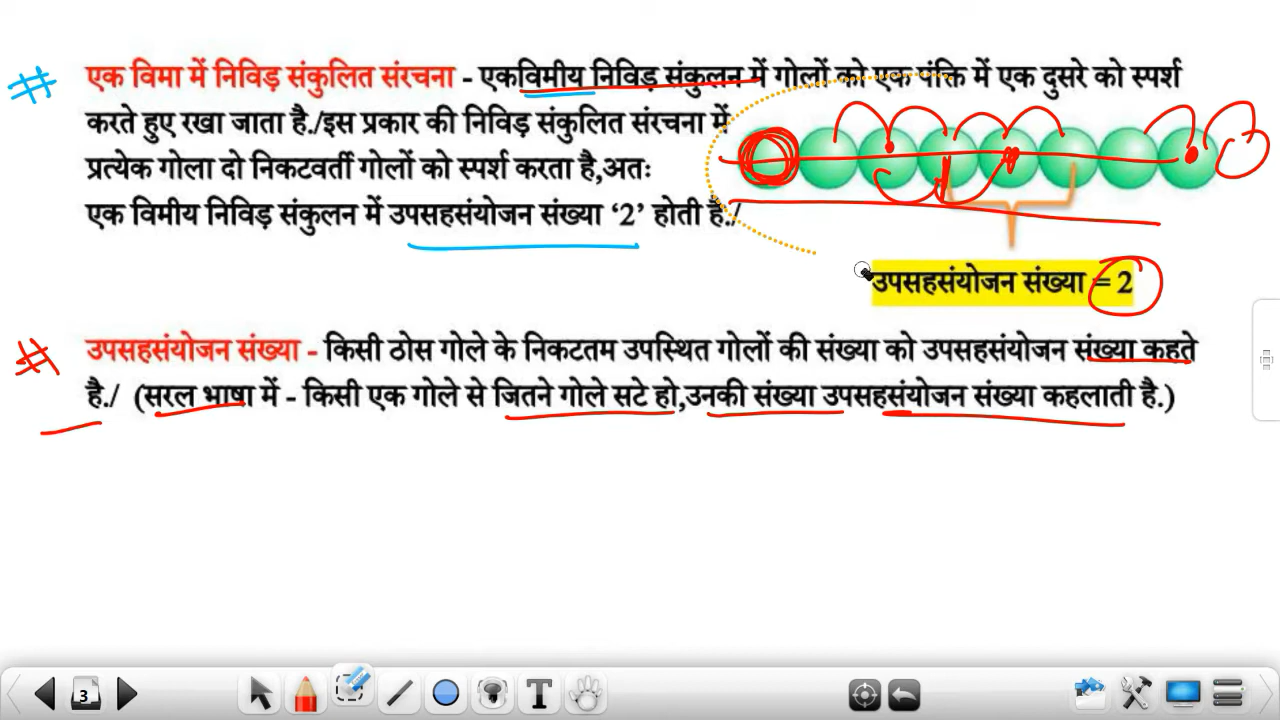 एक विमा में निविड़ संकुलित संरचना - एकविमीय निविड़ संकुलन में गोलों को एक पंक्ति में एक दुसरे को स्पर्श
करते हुए रखा जाता है./इस प्रकार की निविड़ संकुलित संरचना में
प्रत्येक गोला दो निकटवर्ती गोलों को स्पर्श करता है,अतः
एक विमीय निविड़ संकुलन में उपसहसंयोजन संख्या ‘2’ होती है./
उपसहसंयोजन संख्या = 2
उपसहसंयोजन संख्या - किसी ठोस गोले के निकटतम उपस्थित गोलों की संख्या को उपसहसंयोजन संख्या कहते
है./ (सरल भाषा में - किसी एक गोले से जितने गोले सटे हो,उनकी संख्या उपसहसंयोजन संख्या कहलाती है.)
3
T